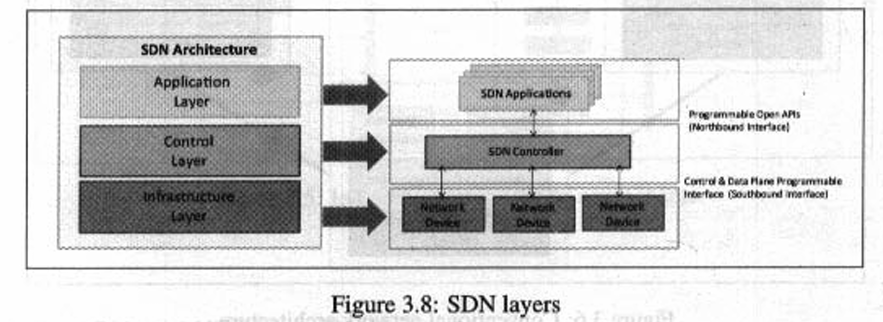 SDN Architecture
Application
Layer
Control
Layer
Infrastructure
Layer
SDN Applications
SDN Controller
Network
Device
Network
Device
Network
Device
Programmable Open APIs
(Northbound Interface)
Control & Data Plane Programmable
Interface (Southbound Interface)
Figure 3.8: SDN layers